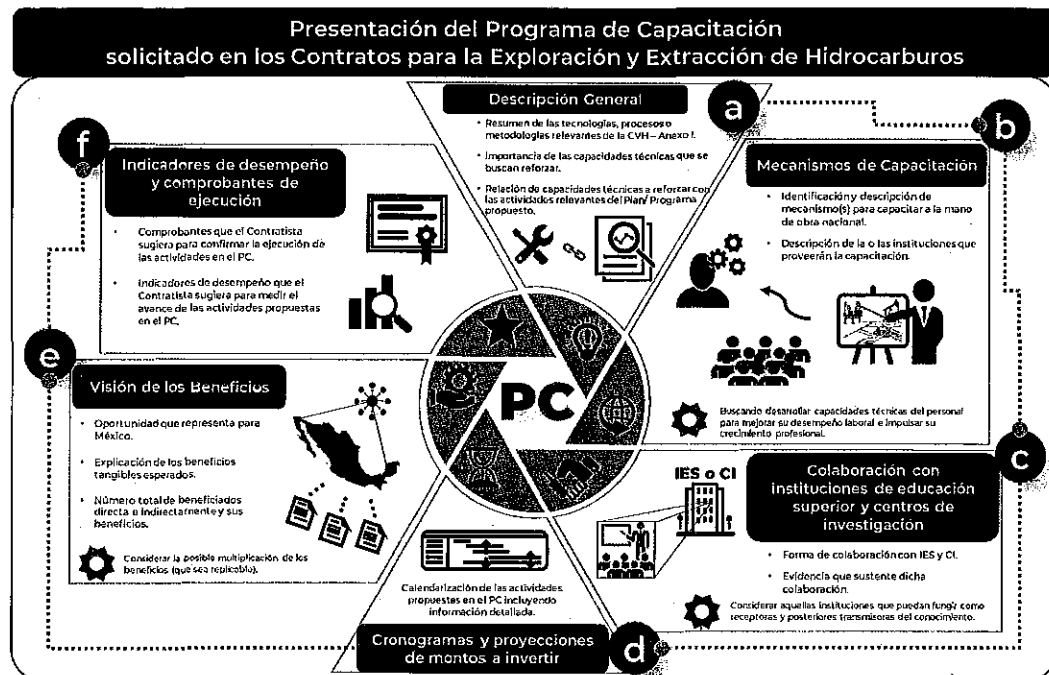 Presentación del Programa de Capacitación
solicitado en los Contratos para la Exploración y Extracción de Hidrocarburos
a
Descripción General
• Resumen de las tecnologías, procesos o
metodologías relevantes de la CVH – Anexo I.
• Importancia de las capacidades técnicas que se
buscan reforzar.
• Relación de capacidades técnicas a reforzar con
las actividades relevantes del Plan/ Programa
propuesto.
b
Mecanismos de Capacitación
• Identificación y descripción de
mecanismo(s) para capacitar a la mano
de obra nacional.
• Descripción de la o las instituciones que
proveerán la capacitación.
Buscando desarrollar capacidades técnicas del personal
para mejorar su desempeño laboral e impulsar su
crecimiento profesional.
c
IES o CI
Colaboración con
instituciones de educación
superior y centros de
investigación
• Forma de colaboración con IES y CI.
• Evidencia que sustente dicha
colaboración.
Considerar aquellas instituciones que puedan fungir como
receptoras y posteriores transmisoras del conocimiento.
d
Calendarización de las actividades
propuestas en el PC incluyendo
información detallada.
Cronogramas y proyecciones
de montos a invertir
e
Visión de los Beneficios
• Oportunidad que representa para
México.
• Explicación de los beneficios
tangibles esperados.
• Número total de beneficiados
directa o indirectamente y sus
beneficios.
Considerar la posible multiplicación de los
beneficios (que sea replicable).
f
Indicadores de desempeño
y comprobantes de
ejecución
• Comprobantes que el Contratista
sugiera para confirmar la ejecución de
las actividades en el PC.
• Indicadores de desempeño que el
Contratista sugiera para medir el
avance de las actividades propuestas
en el PC.
PC